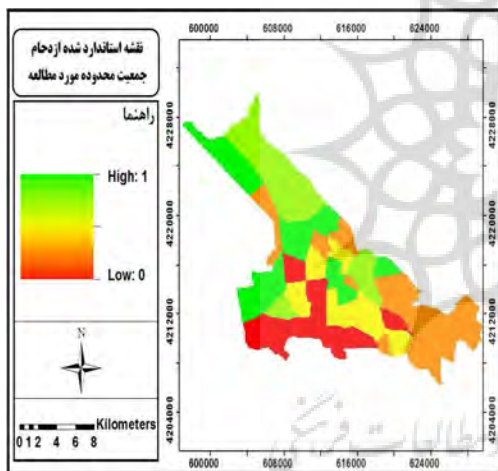 نقشه استاندارد شده ازدحام
جمعیت محدوده مورد مطالعه
راهنما
High: 1
Low: 0
N
Kilometers
0 1 2 4 6 8
600000 608000 616000 624000
4228000 4228000
4220000 4220000
4212000 4212000
4204000 4204000
600000 608000 616000 624000